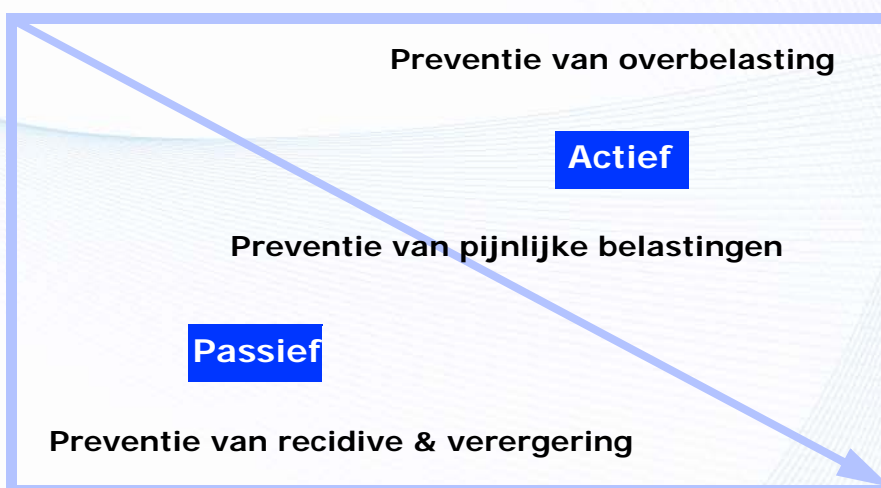 Preventie van overbelasting
Actief
Preventie van pijnlijke belastingen
Passief
Preventie van recidive & verergering